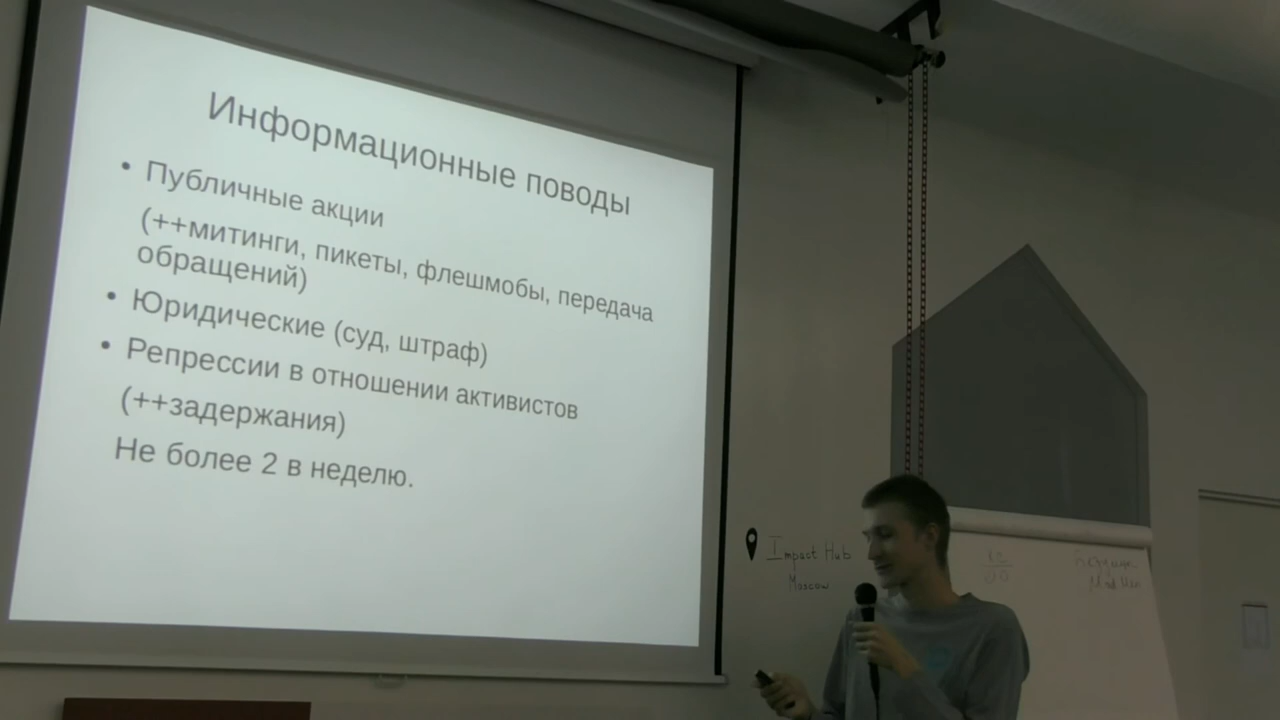 Информационные поводы
• Публичные акции
(++митинги, пикеты, флешмобы, передача
обращений)
• Юридические (суд, штраф)
• Репрессии в отношении активистов
(++задержания)
Не более 2 в неделю.
Impact Hub
Moscow